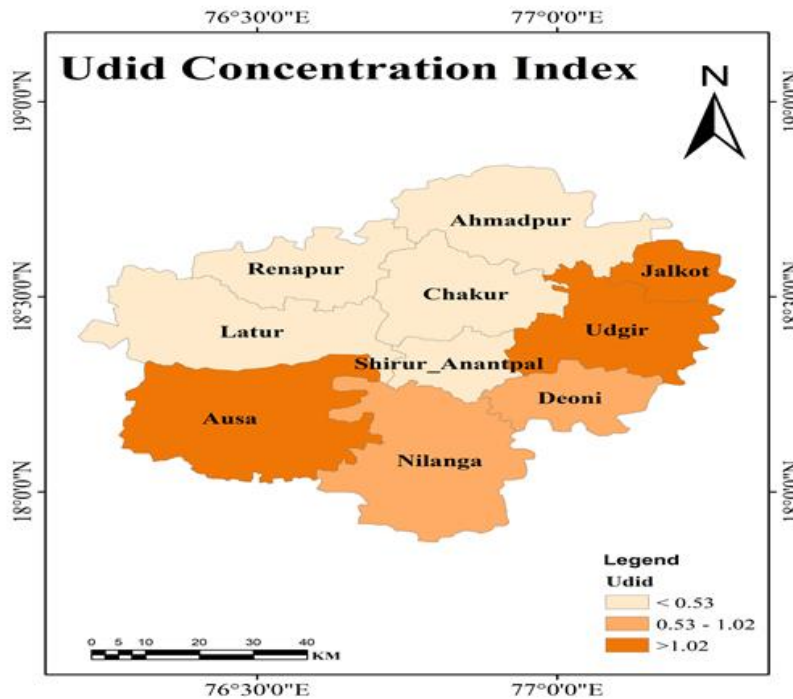 76°30'0"E 77°0'0"E
Udid Concentration Index
N
19°0'0"N 19°0'0"N
Ahmadpur
Renapur
Jalkot
Chakur
18°30'0"N 18°30'0"N
Latur
Udgir
Shirur_Anantpal
Deoni
Ausa
Nilanga
18°0'0"N 18°0'0"N
Legend
Udid
< 0.53
0.53 - 1.02
>1.02
0 5 10 20 30 40
KM
76°30'0"E 77°0'0"E